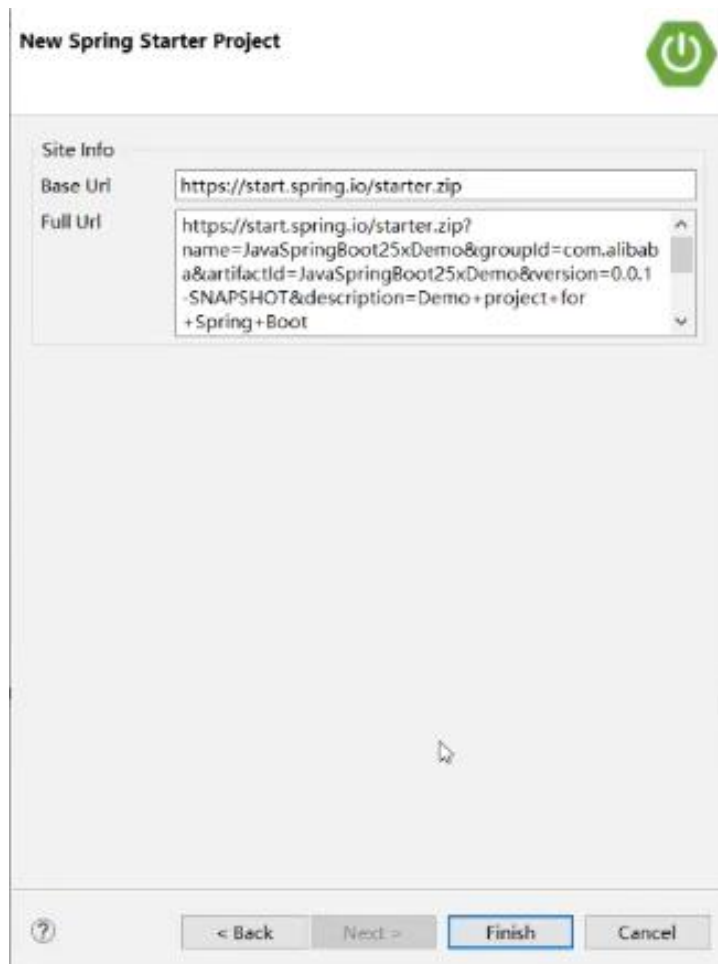 New Spring Starter Project
Site Info
Base Url
https://start.spring.io/starter.zip
Full Url
https://start.spring.io/starter.zip?
name=JavaSpringBoot25xDemo&groupId=com.alibab
a&artifactId=JavaSpringBoot25xDemo&version=0.0.1
-SNAPSHOT&description=Demo+project+for
+Spring+Boot
?
< Back
Next >
Finish
Cancel